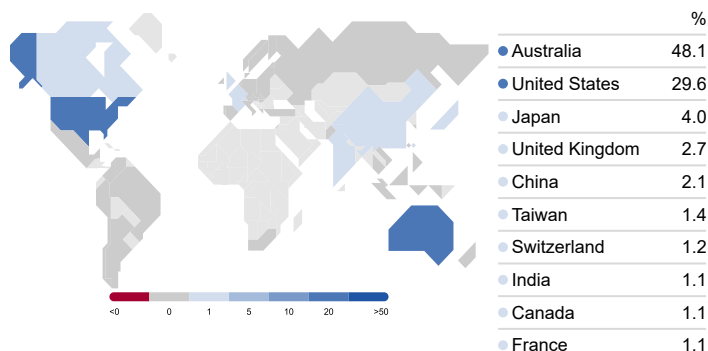 %
Australia 48.1
United States 29.6
Japan 4.0
United Kingdom 2.7
China 2.1
Taiwan 1.4
Switzerland 1.2
India 1.1
Canada 1.1
France 1.1
<0 0 1 5 10 20 >50